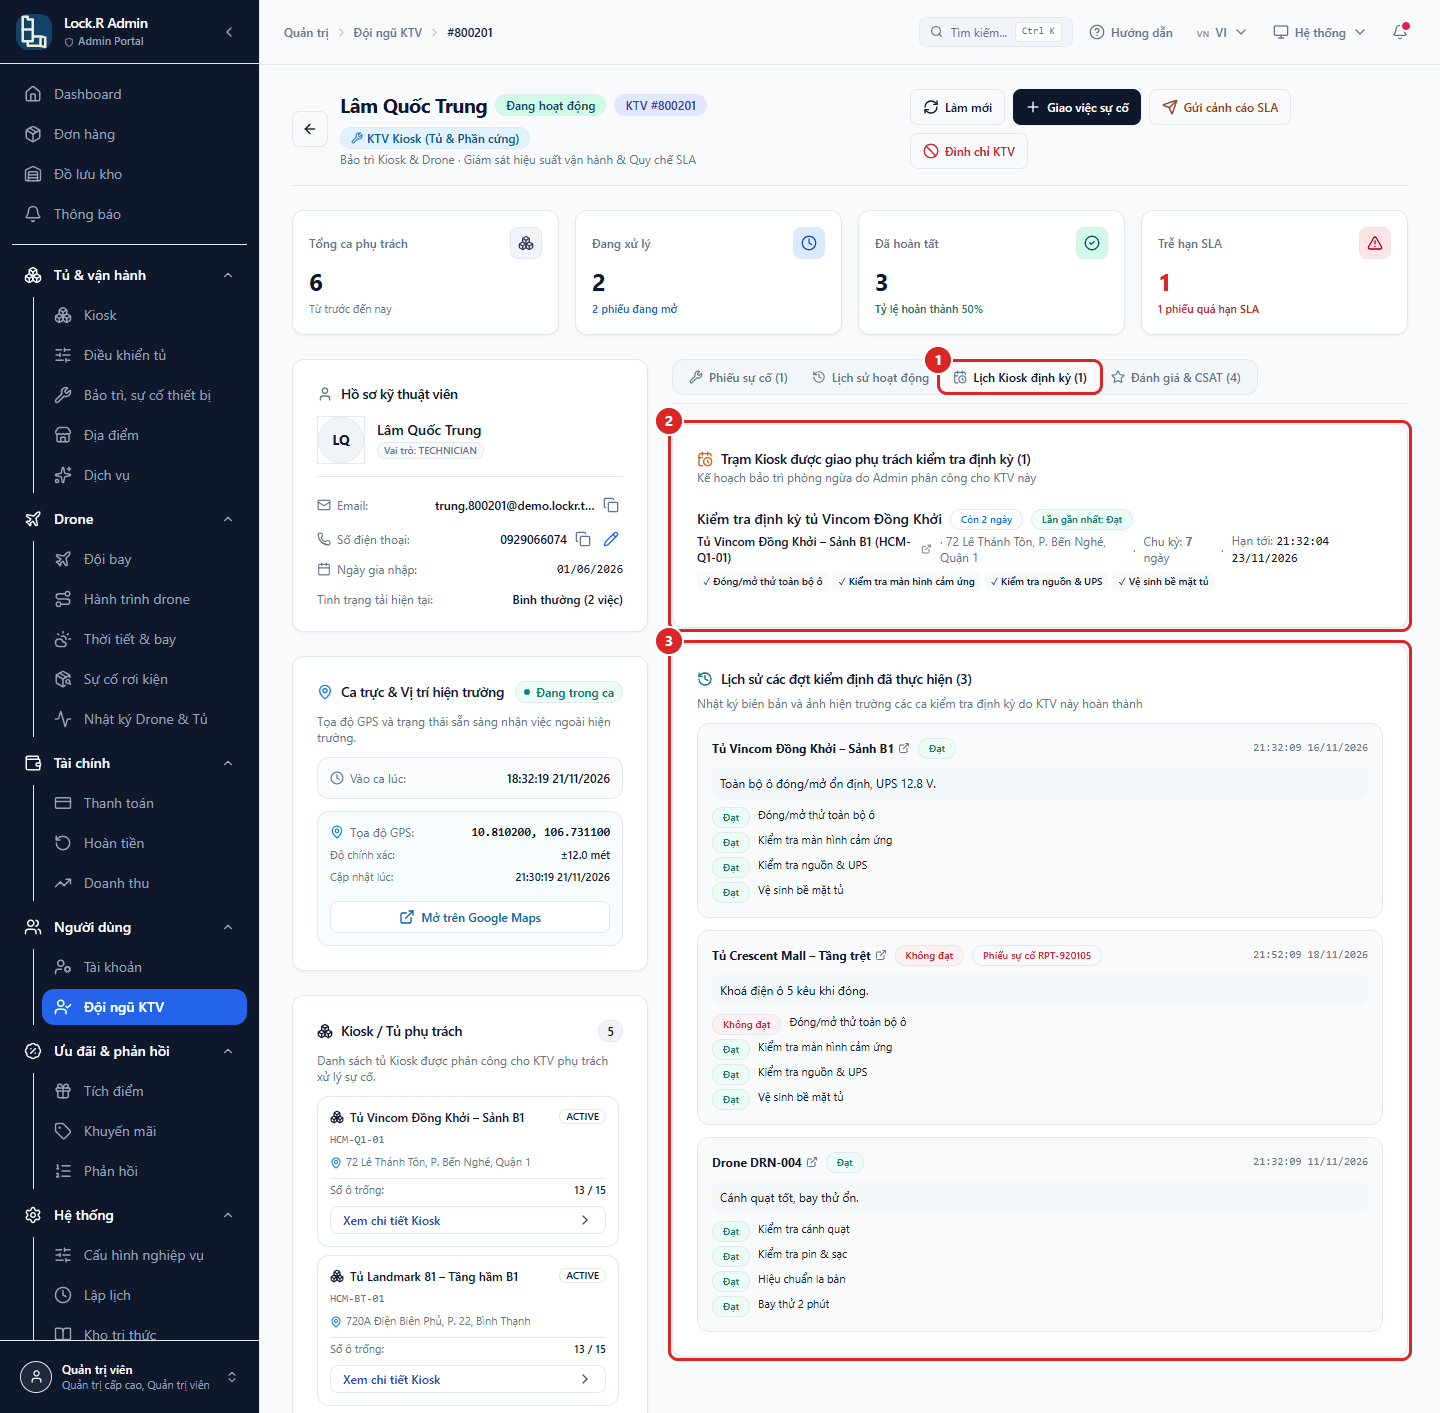 Lock.R Admin
Admin Portal
Dashboard
Đơn hàng
Đồ lưu kho
Thông báo
Tủ & vận hành
Kiosk
Điều khiển tủ
Bảo trì, sự cố thiết bị
Địa điểm
Dịch vụ
Drone
Đội bay
Hành trình drone
Thời tiết & bay
Sự cố rơi kiện
Nhật ký Drone & Tủ
Tài chính
Thanh toán
Hoàn tiền
Doanh thu
Người dùng
Tài khoản
Đội ngũ KTV
Ưu đãi & phản hồi
Tích điểm
Khuyến mãi
Phản hồi
Hệ thống
Cấu hình nghiệp vụ
Lập lịch
Kho tri thức
Quản trị viên
Quản trị cấp cao, Quản trị viên
Quản trị > Đội ngũ KTV > #800201
Tìm kiếm... Ctrl K
Hướng dẫn
VN VI
Hệ thống
Lâm Quốc Trung Đang hoạt động KTV #800201
KTV Kiosk (Tủ & Phần cứng)
Bảo trì Kiosk & Drone · Giám sát hiệu suất vận hành & Quy chế SLA
Làm mới
Giao việc sự cố
Gửi cảnh cáo SLA
Đình chỉ KTV
Tổng ca phụ trách
6
Từ trước đến nay
Đang xử lý
2
2 phiếu đang mở
Đã hoàn tất
3
Tỷ lệ hoàn thành 50%
Trễ hạn SLA
1
1 phiếu quá hạn SLA
Hồ sơ kỹ thuật viên
LQ
Lâm Quốc Trung
Vai trò: TECHNICIAN
Email: trung.800201@demo.lockr.t...
Số điện thoại: 0929066074
Ngày gia nhập: 01/06/2026
Tình trạng tải hiện tại: Bình thường (2 việc)
Ca trực & Vị trí hiện trường Đang trong ca
Tọa độ GPS và trạng thái sẵn sàng nhận việc ngoài hiện
trường.
Vào ca lúc: 18:32:19 21/11/2026
Tọa độ GPS: 10.810200, 106.731100
Độ chính xác: ±12.0 mét
Cập nhật lúc: 21:30:19 21/11/2026
Mở trên Google Maps
Kiosk / Tủ phụ trách 5
Danh sách tủ Kiosk được phân công cho KTV phụ trách
xử lý sự cố.
Tủ Vincom Đồng Khởi – Sảnh B1 ACTIVE
HCM-Q1-01
72 Lê Thánh Tôn, P. Bến Nghé, Quận 1
Số ô trống: 13 / 15
Xem chi tiết Kiosk
Tủ Landmark 81 – Tầng hầm B1 ACTIVE
HCM-BT-01
720A Điện Biên Phủ, P. 22, Bình Thạnh
Số ô trống: 13 / 15
Xem chi tiết Kiosk
Phiếu sự cố (1)
Lịch sử hoạt động
1
Lịch Kiosk định kỳ (1)
Đánh giá & CSAT (4)
2
Trạm Kiosk được giao phụ trách kiểm tra định kỳ (1)
Kế hoạch bảo trì phòng ngừa do Admin phân công cho KTV này
Kiểm tra định kỳ tủ Vincom Đồng Khởi Còn 2 ngày Lần gần nhất: Đạt
Tủ Vincom Đồng Khởi – Sảnh B1 (HCM-
Q1-01)
· 72 Lê Thánh Tôn, P. Bến Nghé,
Quận 1
· Chu kỳ: 7
ngày
· Hạn tới: 21:32:04
23/11/2026
✓ Đóng/mở thử toàn bộ ô ✓ Kiểm tra màn hình cảm ứng ✓ Kiểm tra nguồn & UPS ✓ Vệ sinh bề mặt tủ
3
Lịch sử các đợt kiểm định đã thực hiện (3)
Nhật ký biên bản và ảnh hiện trường các ca kiểm tra định kỳ do KTV này hoàn thành
Tủ Vincom Đồng Khởi – Sảnh B1 Đạt 21:32:09 16/11/2026
Toàn bộ ô đóng/mở ổn định, UPS 12.8 V.
Đạt Đóng/mở thử toàn bộ ô
Đạt Kiểm tra màn hình cảm ứng
Đạt Kiểm tra nguồn & UPS
Đạt Vệ sinh bề mặt tủ
Tủ Crescent Mall – Tầng trệt Không đạt Phiếu sự cố RPT-920105 21:52:09 18/11/2026
Khoá điện ô 5 kêu khi đóng.
Không đạt Đóng/mở thử toàn bộ ô
Đạt Kiểm tra màn hình cảm ứng
Đạt Kiểm tra nguồn & UPS
Đạt Vệ sinh bề mặt tủ
Drone DRN-004 Đạt 21:32:09 11/11/2026
Cánh quạt tốt, bay thử ổn.
Đạt Kiểm tra cánh quạt
Đạt Kiểm tra pin & sạc
Đạt Hiệu chuẩn la bàn
Đạt Bay thử 2 phút